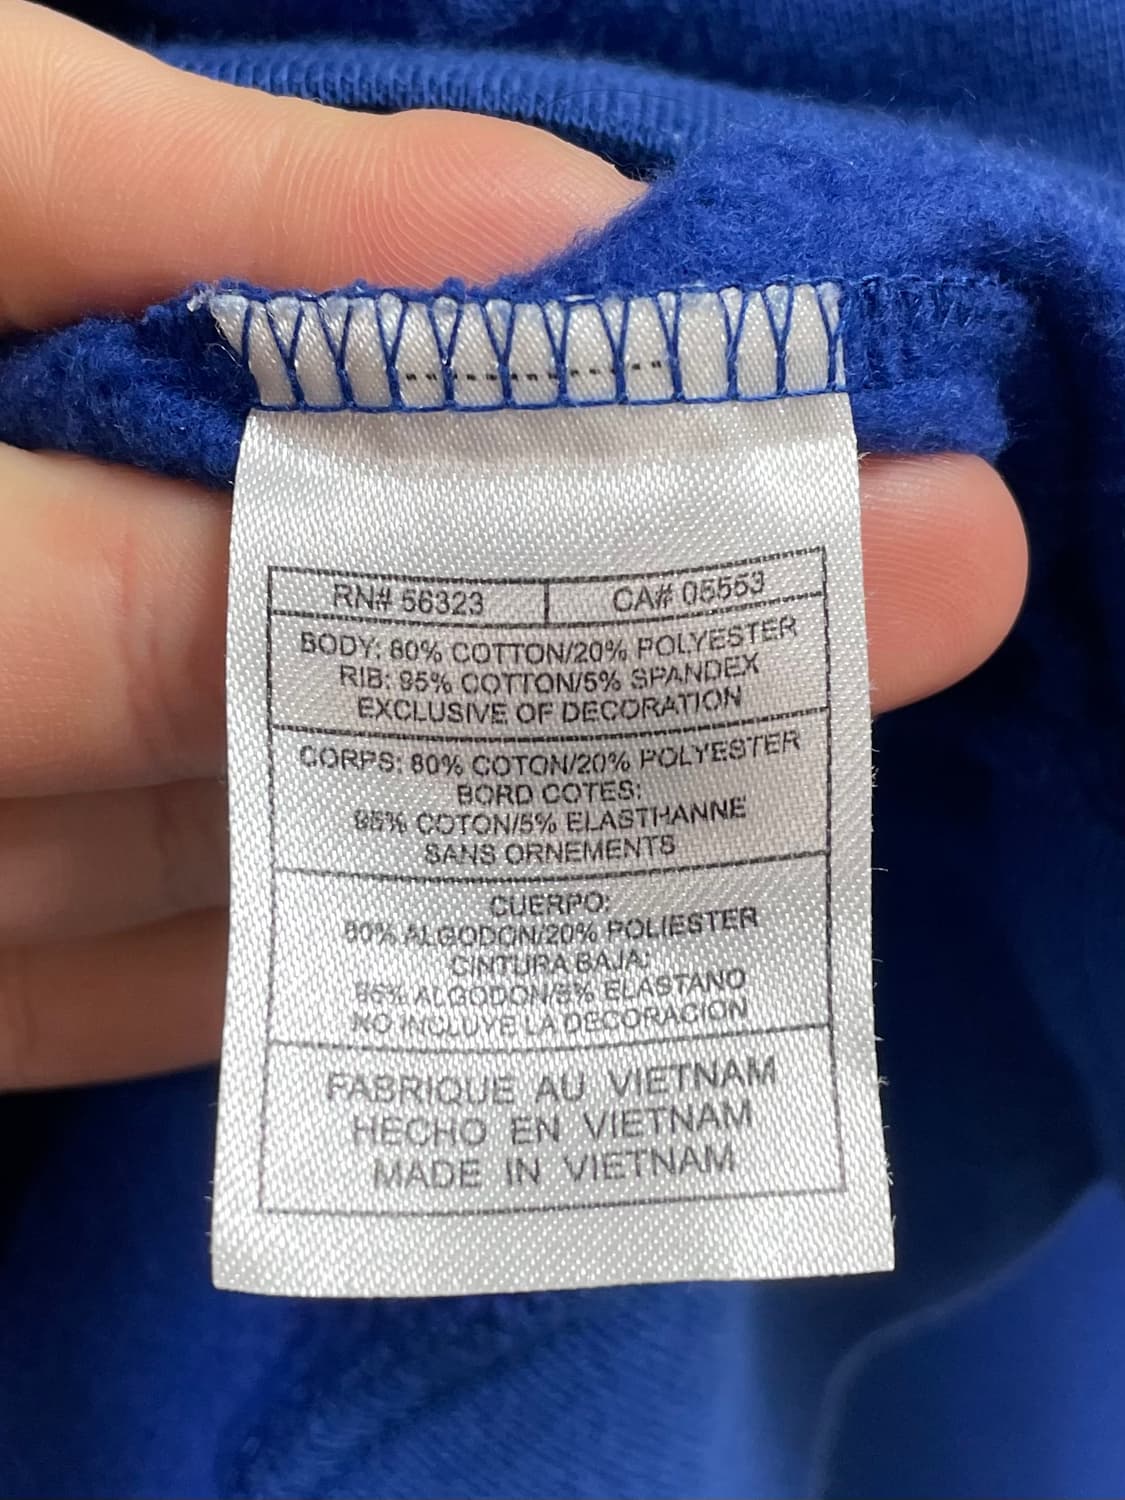 RN# 56323 CA# 05553
BODY: 80% COTTON/20% POLYESTER
RIB: 95% COTTON/5% SPANDEX
EXCLUSIVE OF DECORATION
CORPS: 80% COTON/20% POLYESTER
BORD COTES:
95% COTON/5% ELASTHANNE
SANS ORNEMENTS
CUERPO:
80% ALGODON/20% POLIESTER
CINTURA BAJA:
95% ALGODON/5% ELASTANO
NO INCLUYE LA DECORACION
FABRIQUE AU VIETNAM
HECHO EN VIETNAM
MADE IN VIETNAM